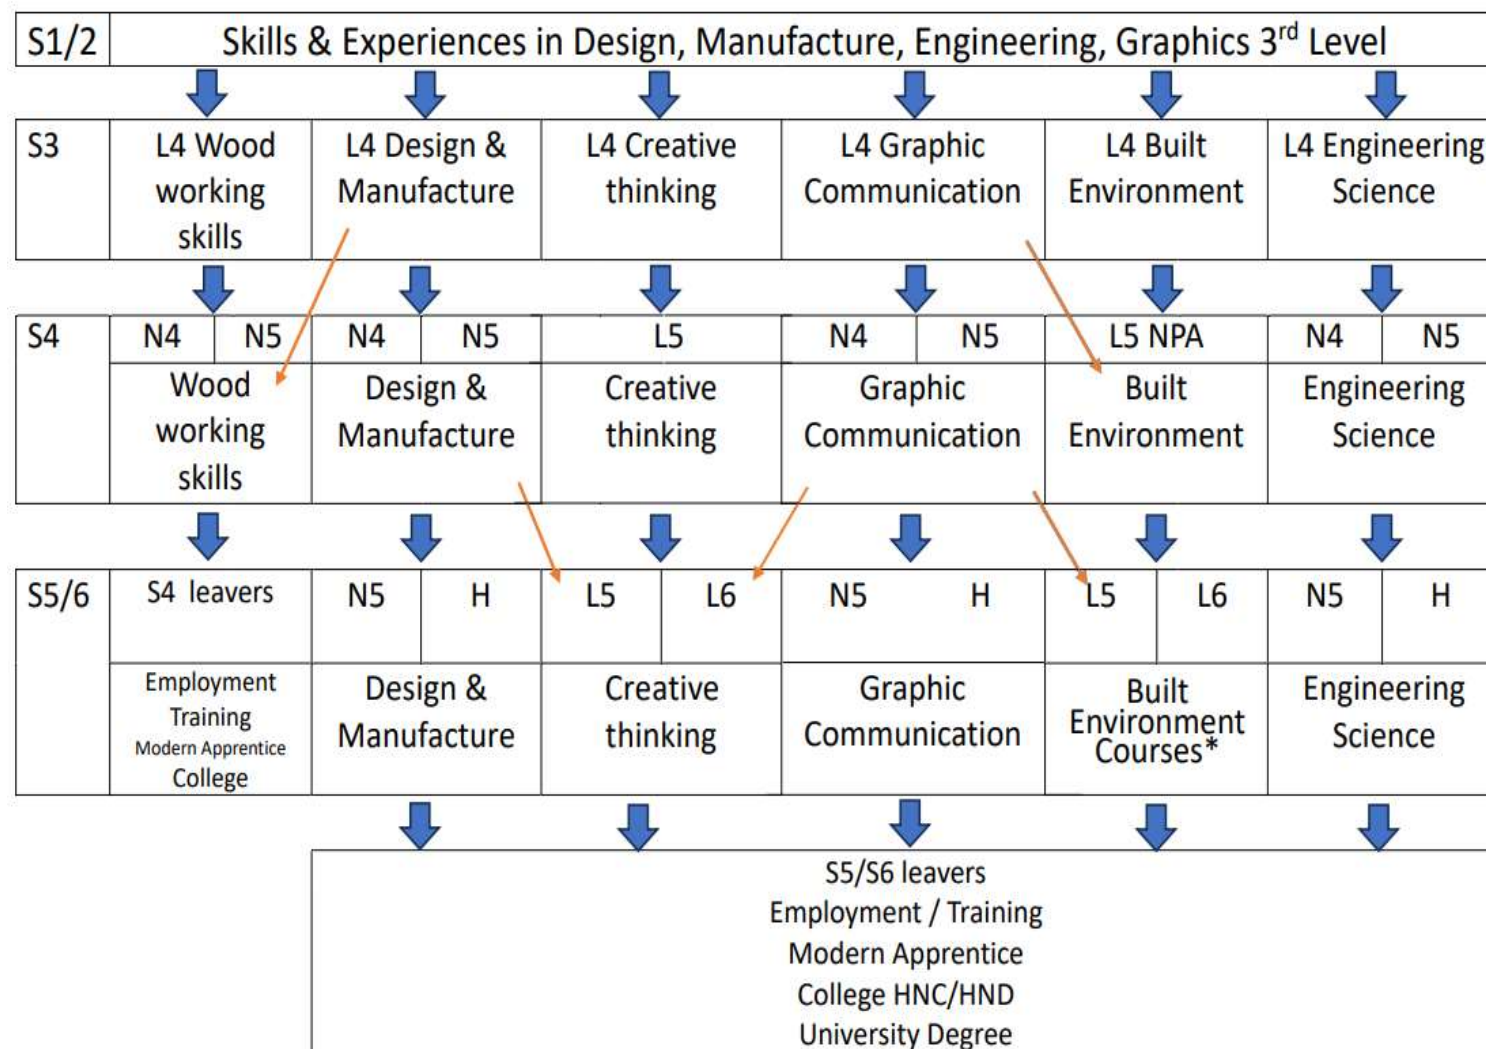 S1/2 Skills & Experiences in Design, Manufacture, Engineering, Graphics 3rd Level
S3
L4 Wood
working
skills
L4 Design &
Manufacture
L4 Creative
thinking
L4 Graphic
Communication
L4 Built
Environment
L4 Engineering
Science
S4
N4 N5
Wood
working
skills
N4 N5
Design &
Manufacture
L5
Creative
thinking
N4 N5
Graphic
Communication
L5 NPA
Built
Environment
N4 N5
Engineering
Science
S5/6
S4 leavers
Employment
Training
Modern Apprentice
College
N5 H
Design &
Manufacture
L5 L6
Creative
thinking
N5 H
Graphic
Communication
L5 L6
Built
Environment
Courses*
N5 H
Engineering
Science
S5/S6 leavers
Employment / Training
Modern Apprentice
College HNC/HND
University Degree